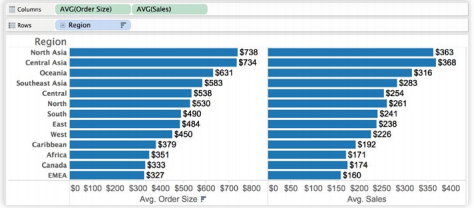 Columns AVG(Order Size) AVG(Sales)
Rows Region
Region
North Asia $738 $363
Central Asia $734 $368
Oceania $631 $316
Southeast Asia $583 $283
Central $538 $254
North $530 $261
South $490 $241
East $484 $238
West $450 $226
Caribbean $379 $192
Africa $351 $171
Canada $333 $174
EMEA $327 $160
$0 $100 $200 $300 $400 $500 $600 $700 $800 $0 $50 $100 $150 $200 $250 $300 $350 $400
Avg. Order Size Avg. Sales